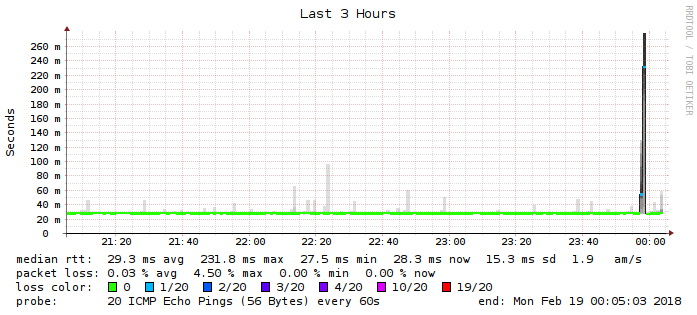 Last 3 Hours
RRDTOOL / TOBI OETIKER
Seconds
260 m
240 m
220 m
200 m
180 m
160 m
140 m
120 m
100 m
80 m
60 m
40 m
20 m
0
21:20 21:40 22:00 22:20 22:40 23:00 23:20 23:40 00:00
median rtt: 29.3 ms avg 231.8 ms max 27.5 ms min 28.3 ms now 15.3 ms sd 1.9 am/s
packet loss: 0.03 % avg 4.50 % max 0.00 % min 0.00 % now
loss color: 0 1/20 2/20 3/20 4/20 10/20 19/20
probe: 20 ICMP Echo Pings (56 Bytes) every 60s end: Mon Feb 19 00:05:03 2018